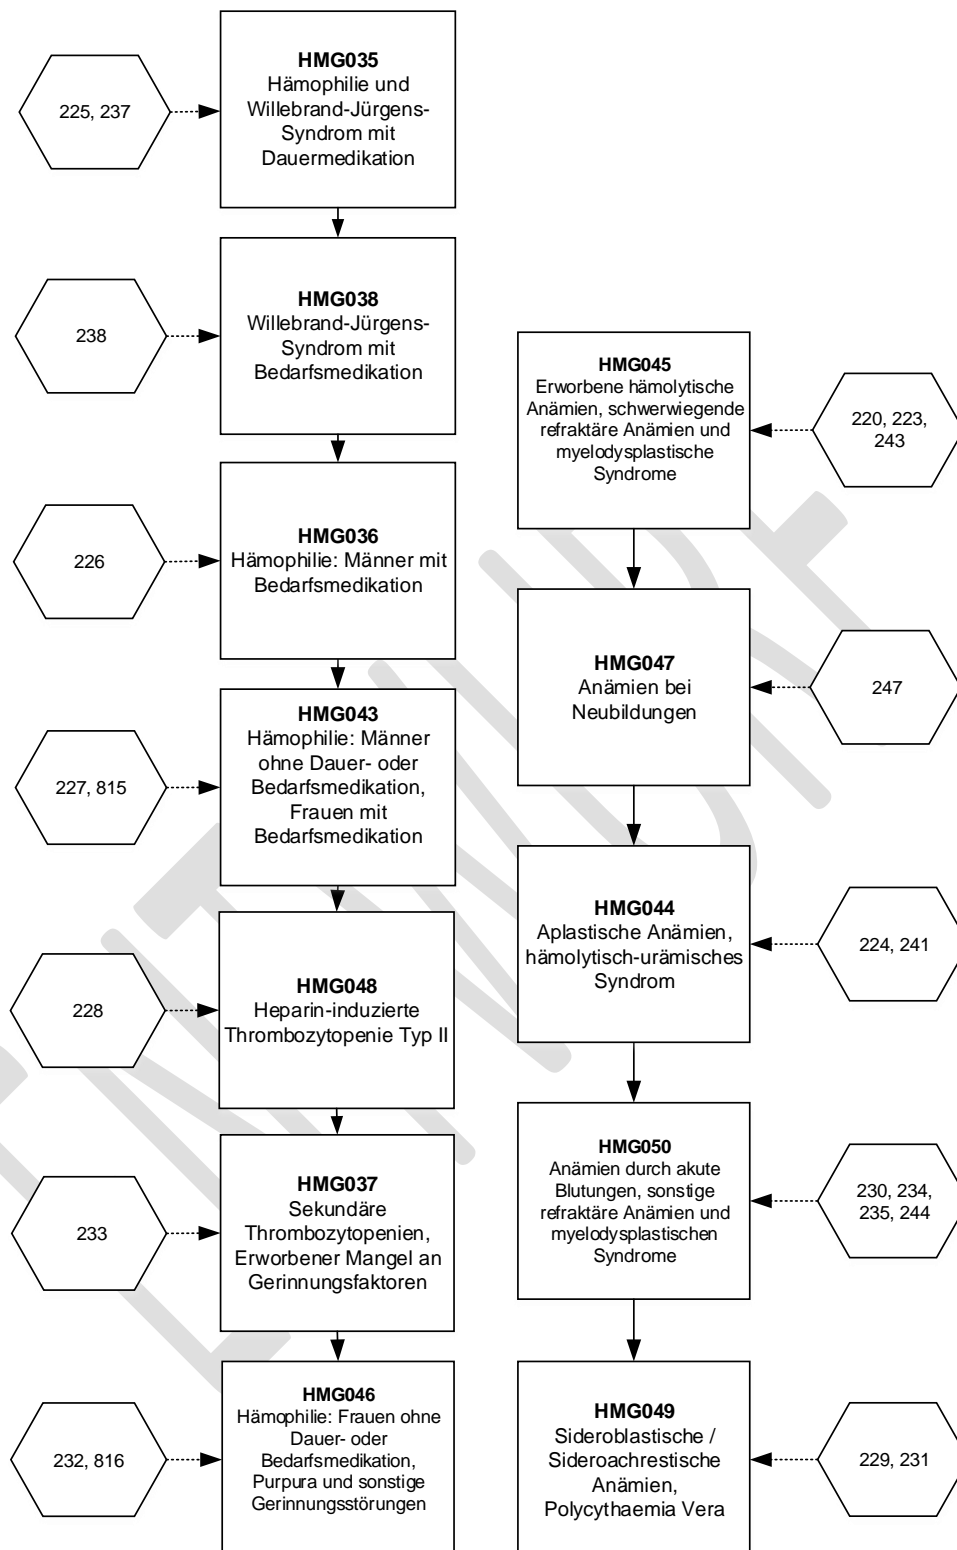 225, 237
HMG035
Hämophilie und
Willebrand-Jürgens-
Syndrom mit
Dauermedikation
238
HMG038
Willebrand-Jürgens-
Syndrom mit
Bedarfsmedikation
226
HMG036
Hämophilie: Männer mit
Bedarfsmedikation
227, 815
HMG043
Hämophilie: Männer
ohne Dauer- oder
Bedarfsmedikation,
Frauen mit
Bedarfsmedikation
228
HMG048
Heparin-induzierte
Thrombozytopenie Typ II
233
HMG037
Sekundäre
Thrombozytopenien,
Erworbener Mangel an
Gerinnungsfaktoren
232, 816
HMG046
Hämophilie: Frauen ohne
Dauer- oder
Bedarfsmedikation,
Purpura und sonstige
Gerinnungsstörungen
HMG045
Erworbene hämolytische
Anämien, schwerwiegende
refraktäre Anämien und
myelodysplastische
Syndrome
220, 223,
243
HMG047
Anämien bei
Neubildungen
247
HMG044
Aplastische Anämien,
hämolytisch-urämisches
Syndrom
224, 241
HMG050
Anämien durch akute
Blutungen, sonstige
refraktäre Anämien und
myelodysplastischen
Syndrome
230, 234,
235, 244
HMG049
Sideroblastische /
Sideroachrestische
Anämien,
Polycythaemia Vera
229, 231
ENTWURF